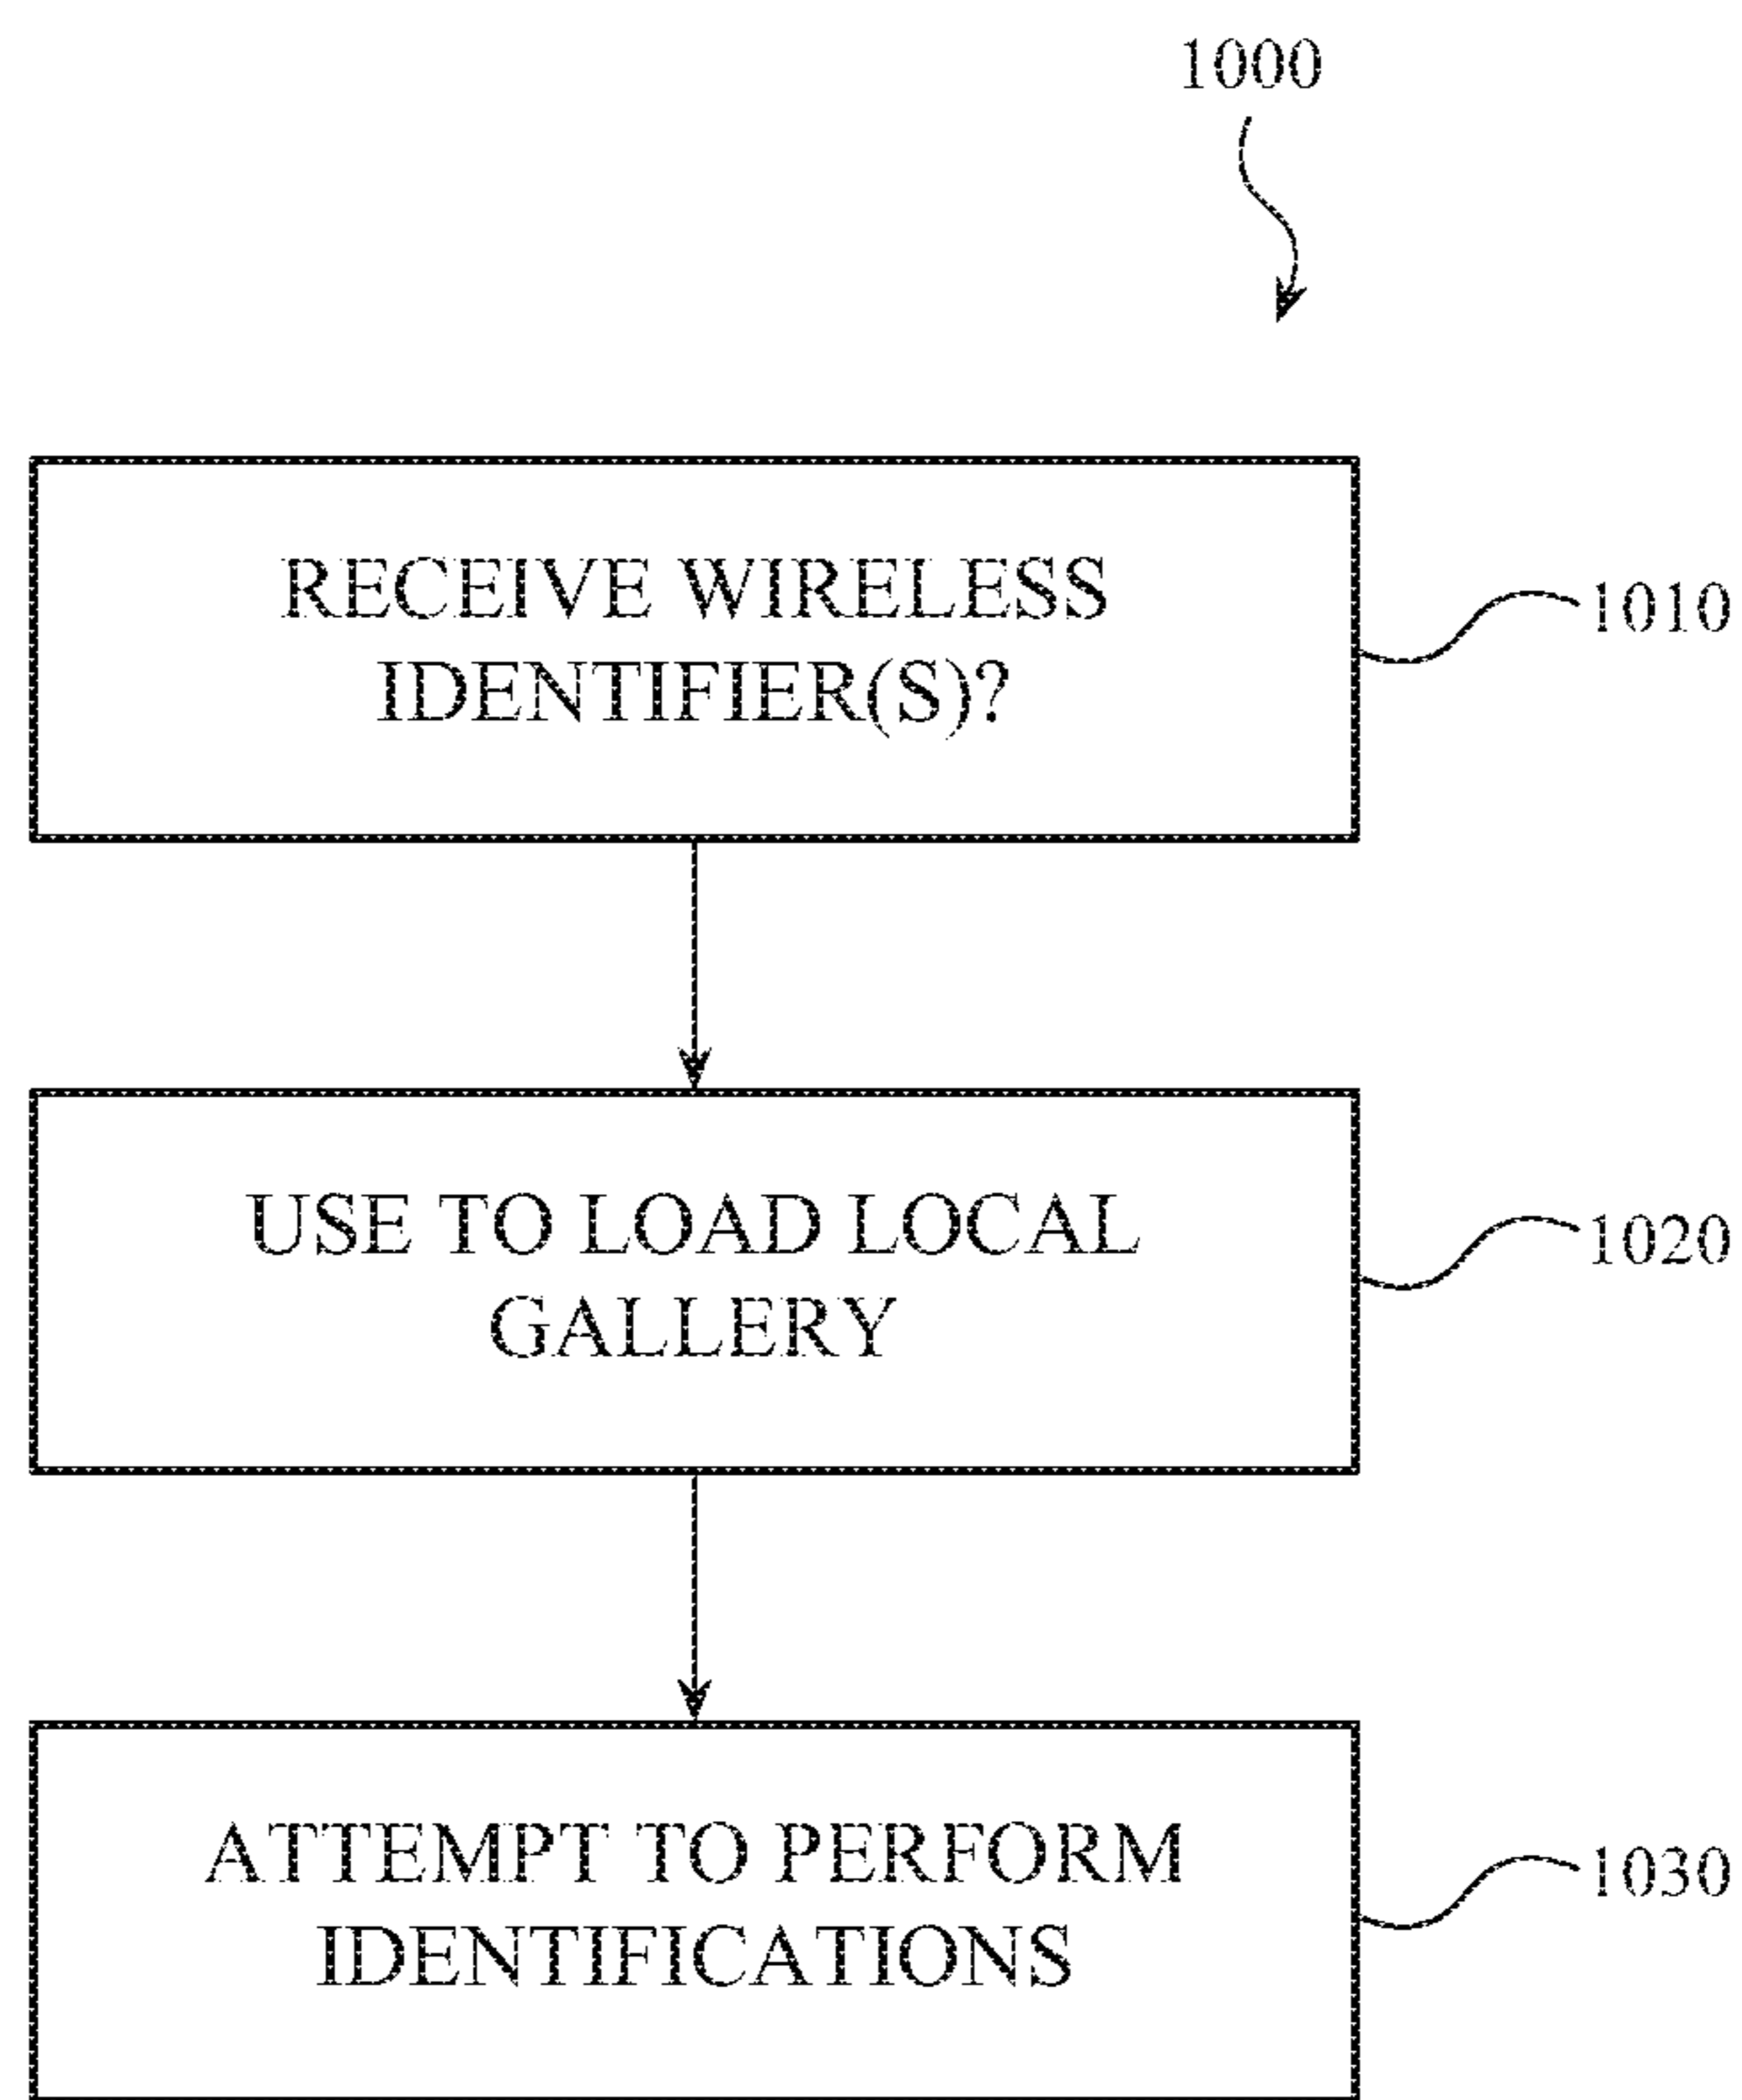 1000
RECEIVE WIRELESS
IDENTIFIER(S)?
1010
USE TO LOAD LOCAL
GALLERY
1020
ATTEMPT TO PERFORM
IDENTIFICATIONS
1030